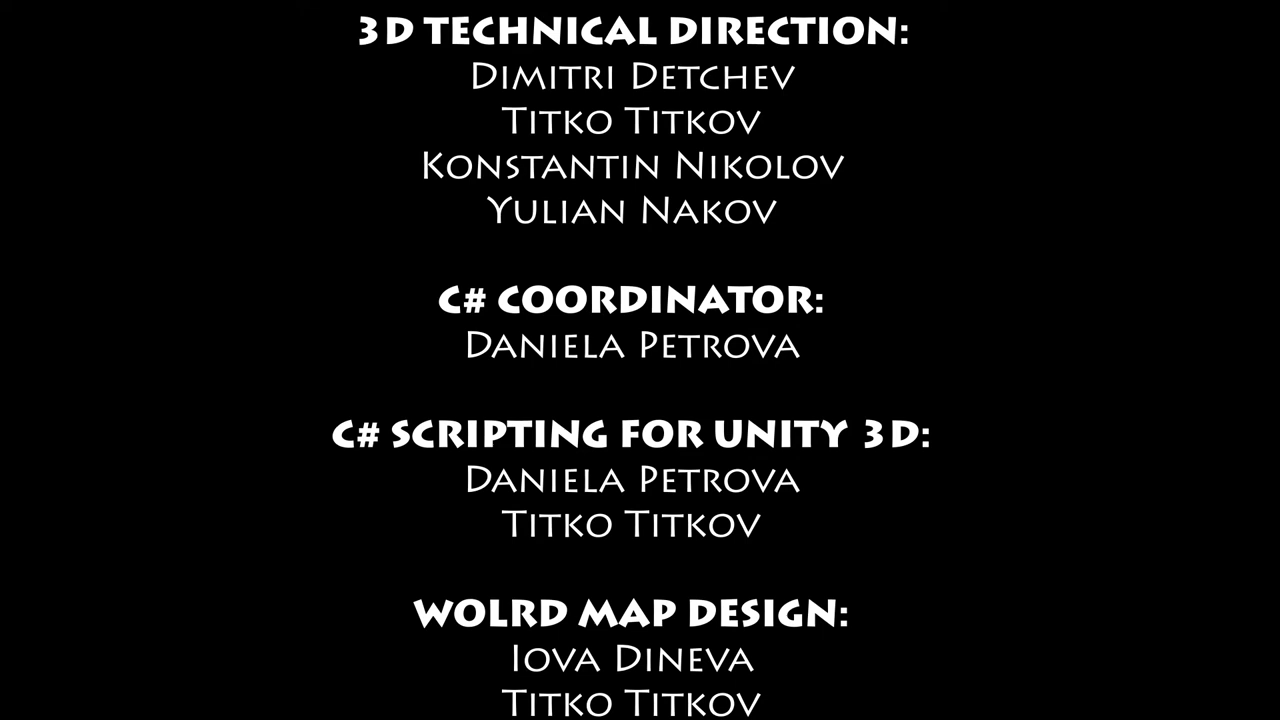 3D TECHNICAL DIRECTION:
DIMITRI DETCHEV
TITKO TITKOV
KONSTANTIN NIKOLOV
YULIAN NAKOV
C# COORDINATOR:
DANIELA PETROVA
C# SCRIPTING FOR UNITY 3D:
DANIELA PETROVA
TITKO TITKOV
WOLRD MAP DESIGN:
IOVA DINEVA
TITKO TITKOV